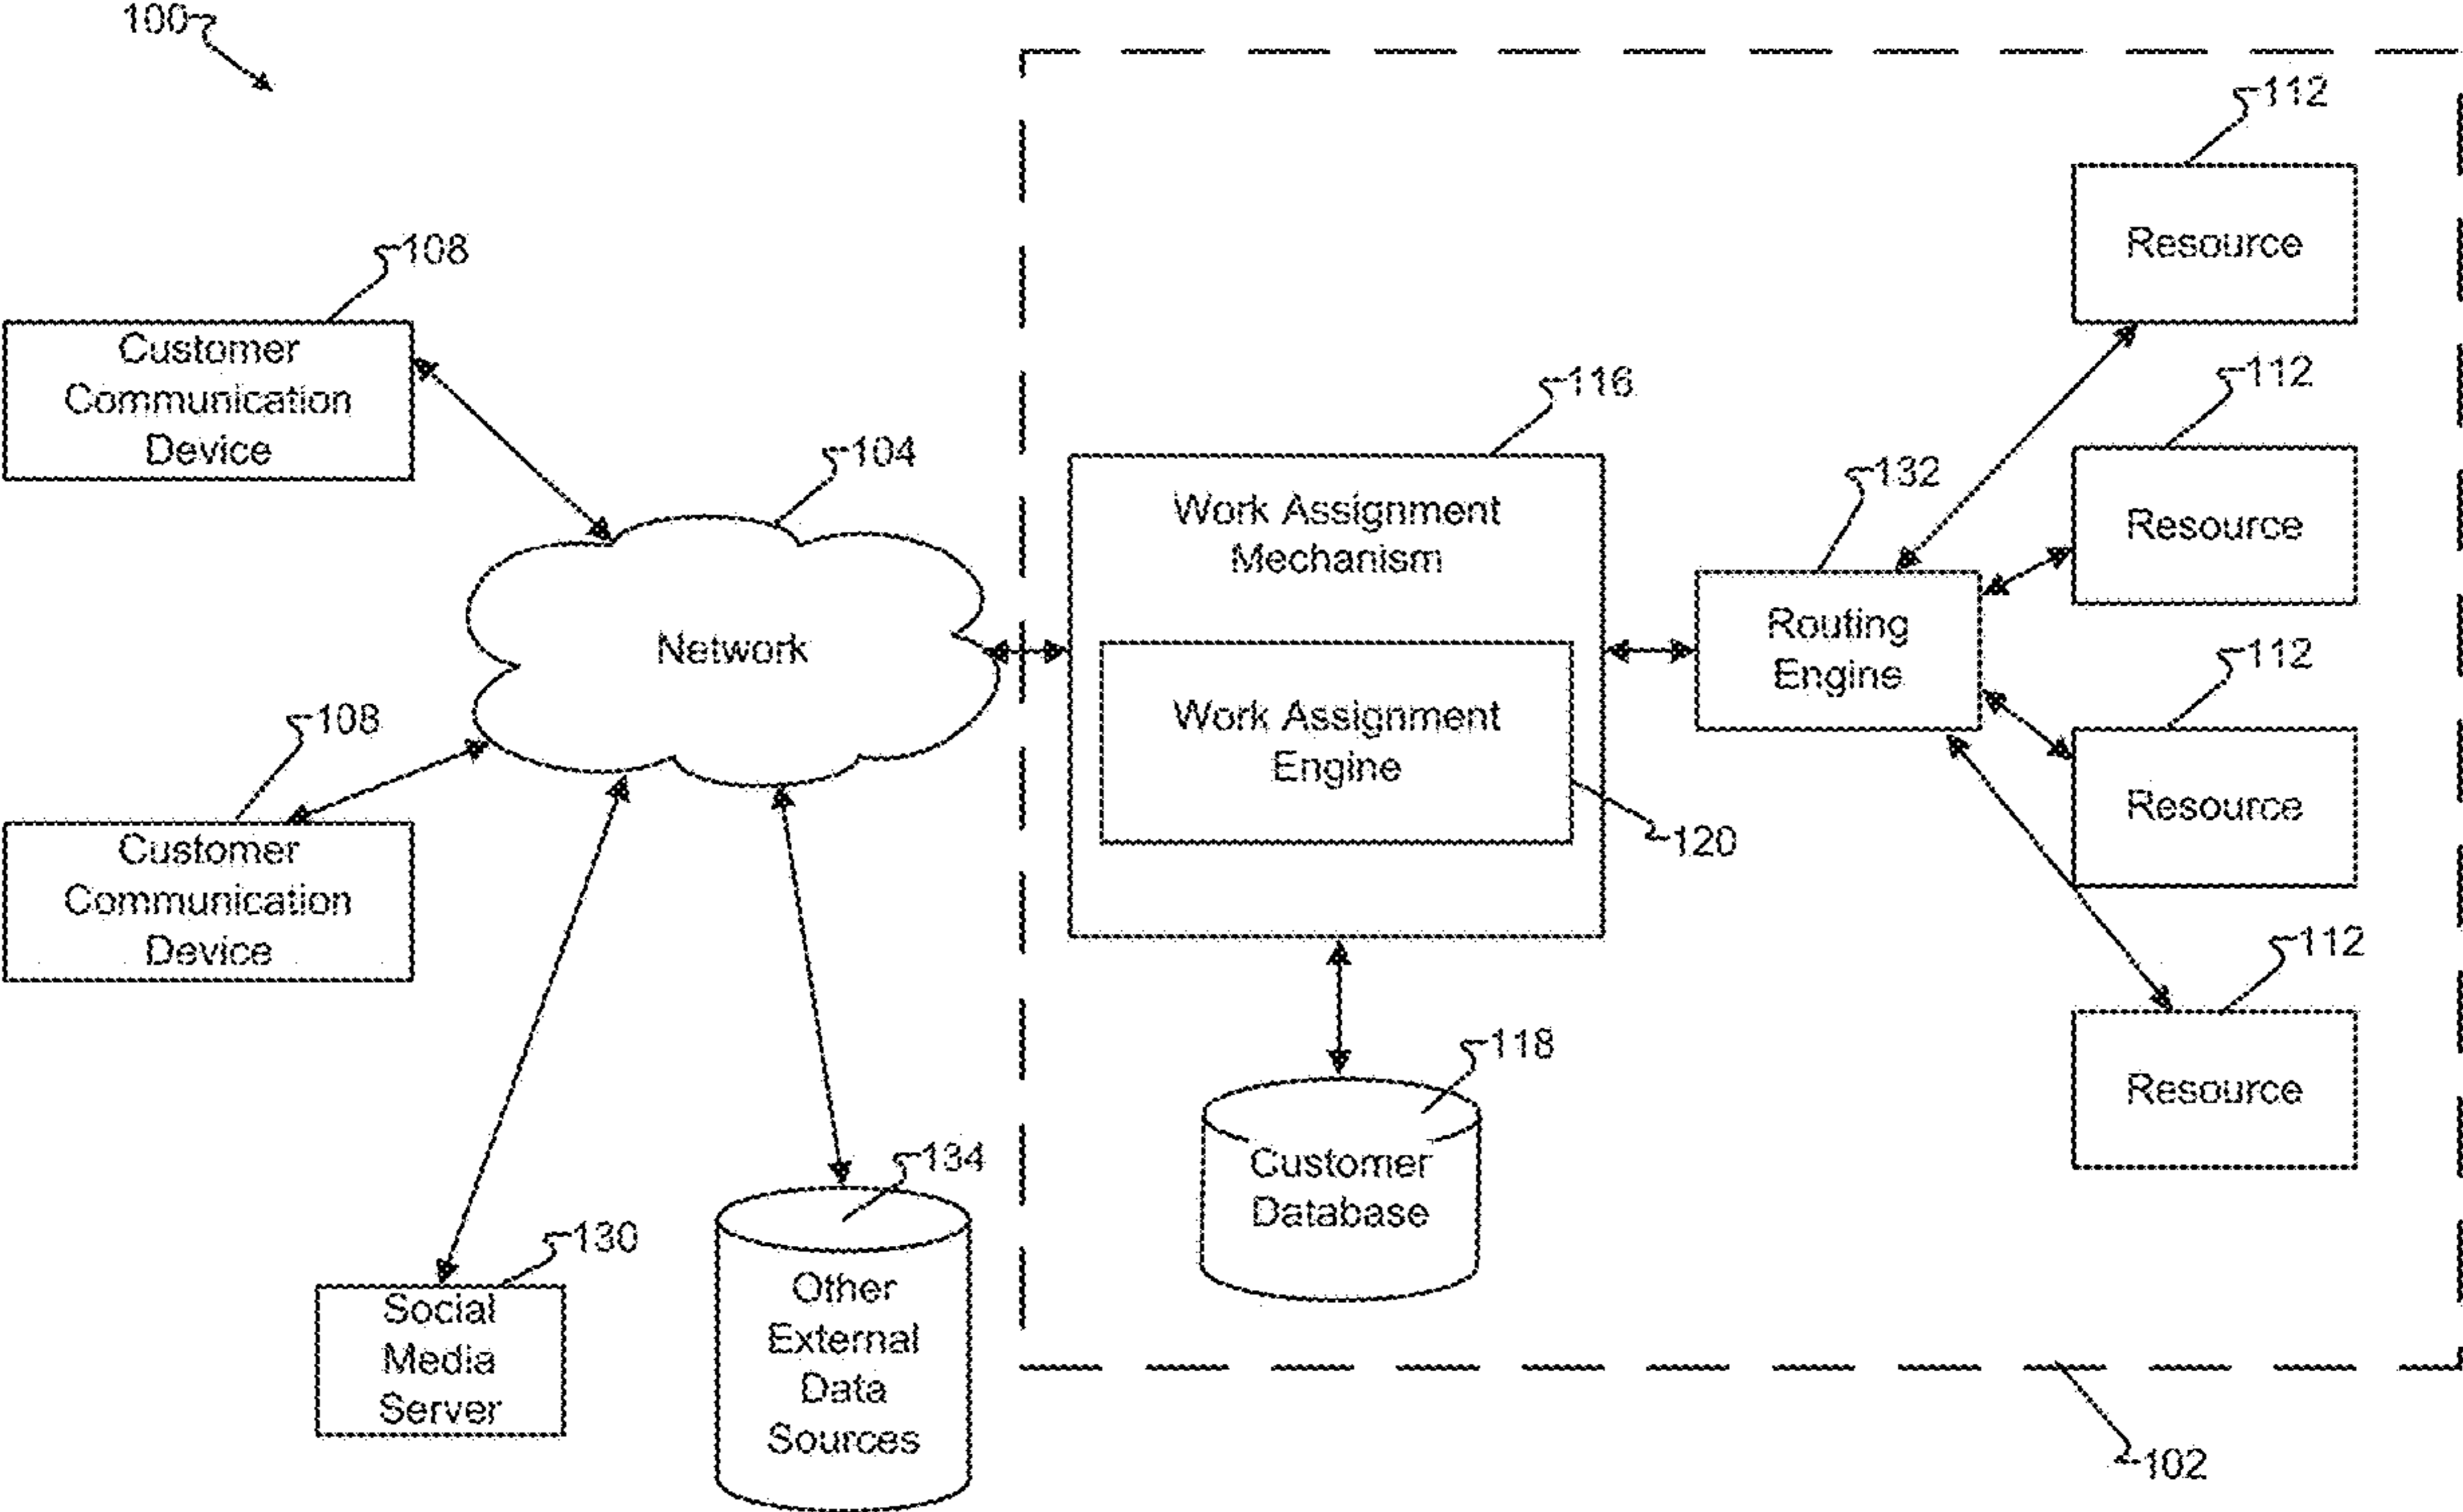 100
112
Resource
108
Customer
Communication
Device
112
116
104
132
Work Assignment
Mechanism
Resource
Network
Routing
Engine
112
108
Work Assignment
Engine
Resource
120
Customer
Communication
Device
112
118
Resource
134
Customer
Database
130
Other
External
Data
Sources
Social
Media
Server
102